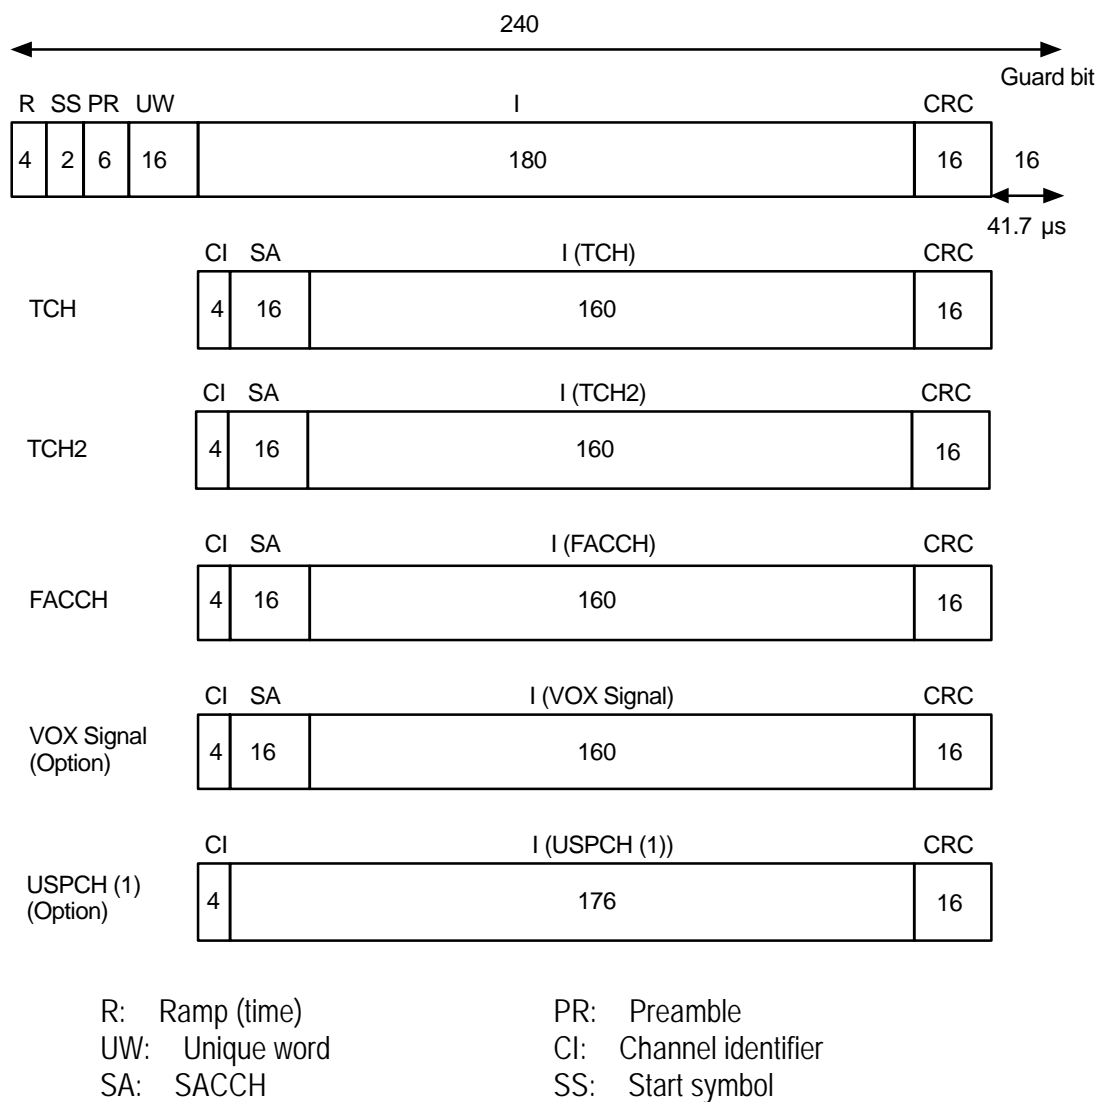 240
Guard bit
R SS PR UW I CRC
4 2 6 16 180 16 16
41.7 µs
CI SA I (TCH) CRC
TCH 4 16 160 16
CI SA I (TCH2) CRC
TCH2 4 16 160 16
CI SA I (FACCH) CRC
FACCH 4 16 160 16
CI SA I (VOX Signal) CRC
VOX Signal
(Option) 4 16 160 16
CI I (USPCH (1)) CRC
USPCH (1)
(Option) 4 176 16
R: Ramp (time) PR: Preamble
UW: Unique word CI: Channel identifier
SA: SACCH SS: Start symbol